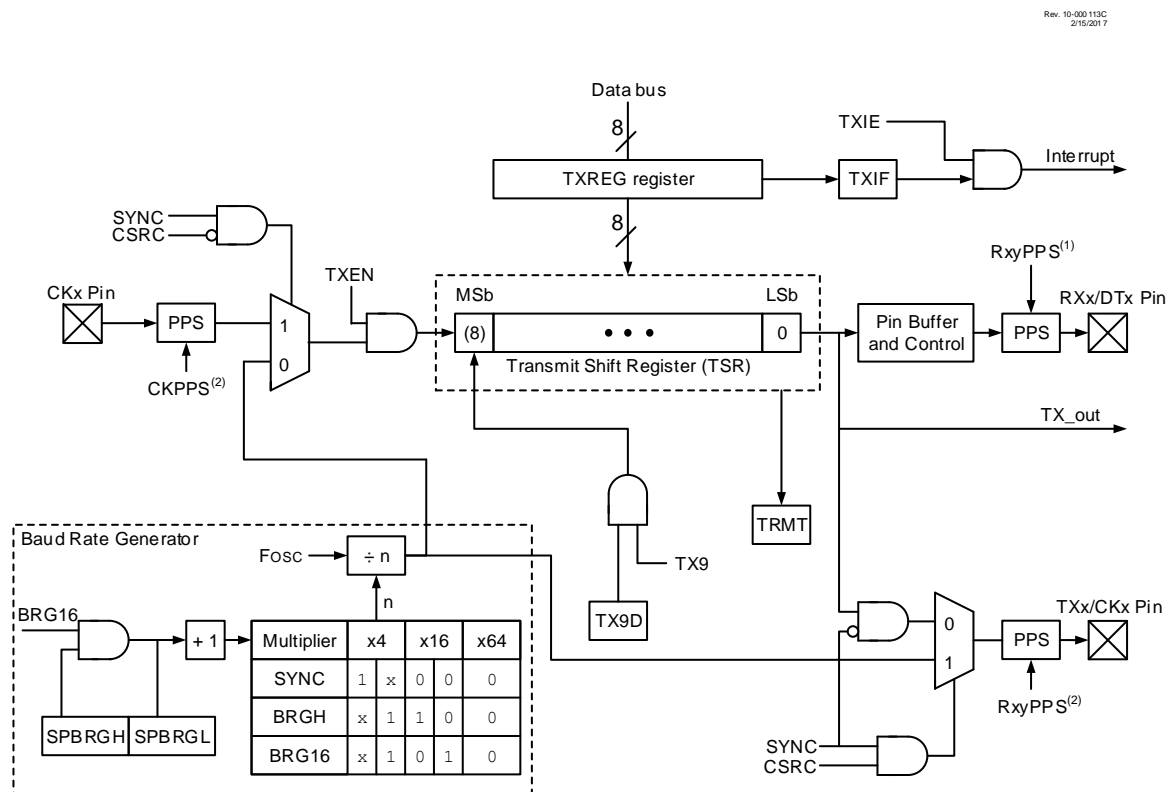 Rev. 10-000113C
2/15/2017
Data bus
8
TXIE
Interrupt
TXREG register
TXIF
8
SYNC
CSRC
RxyPPS(1)
TXEN
CKx Pin
MSb
LSb
RXx/DTx Pin
PPS
1
(8)
• • •
0
Pin Buffer
and Control
PPS
0
Transmit Shift Register (TSR)
CKPPS(2)
TX_out
TRMT
Baud Rate Generator
FOSC
÷ n
TX9
n
BRG16
TX9D
TXx/CKx Pin
+ 1
Multiplier x4 x16 x64
0
PPS
SYNC 1 x 0 0 0
1
BRGH x 1 1 0 0
RxyPPS(2)
SPBRGH SPBRGL
BRG16 x 1 0 1 0
SYNC
CSRC